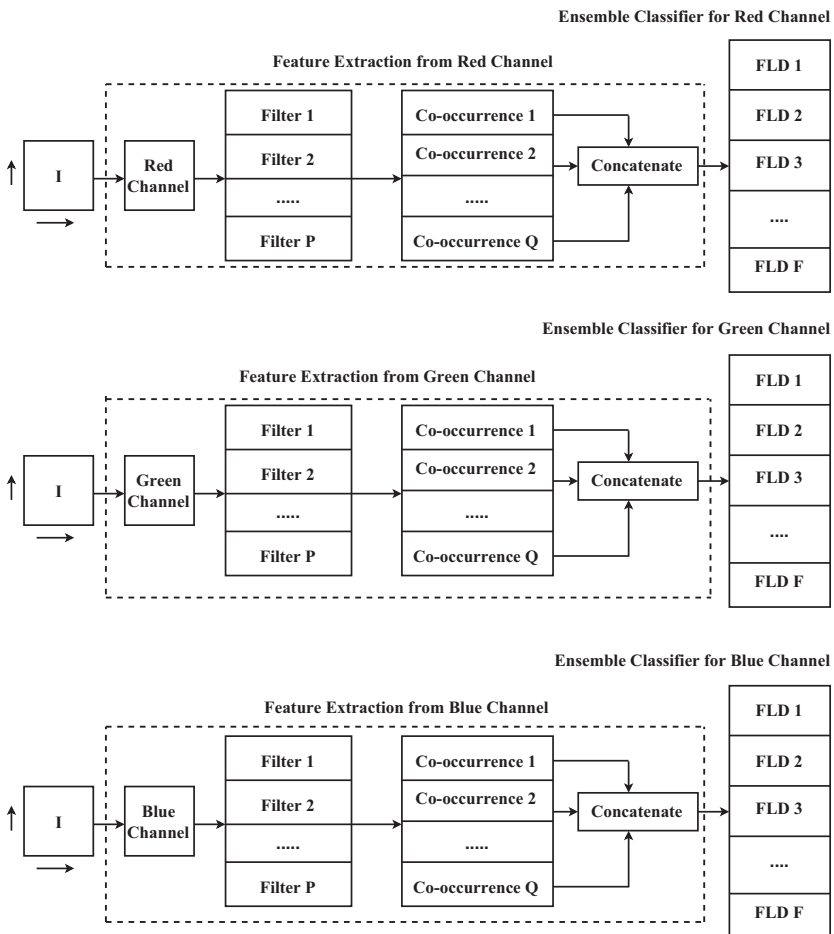 Ensemble Classifier for Red Channel
Feature Extraction from Red Channel
I
Red
Channel
Filter 1
Filter 2
.....
Filter P
Co-occurrence 1
Co-occurrence 2
.....
Co-occurrence Q
Concatenate
FLD 1
FLD 2
FLD 3
....
FLD F
Ensemble Classifier for Green Channel
Feature Extraction from Green Channel
I
Green
Channel
Filter 1
Filter 2
.....
Filter P
Co-occurrence 1
Co-occurrence 2
.....
Co-occurrence Q
Concatenate
FLD 1
FLD 2
FLD 3
....
FLD F
Ensemble Classifier for Blue Channel
Feature Extraction from Blue Channel
I
Blue
Channel
Filter 1
Filter 2
.....
Filter P
Co-occurrence 1
Co-occurrence 2
.....
Co-occurrence Q
Concatenate
FLD 1
FLD 2
FLD 3
....
FLD F